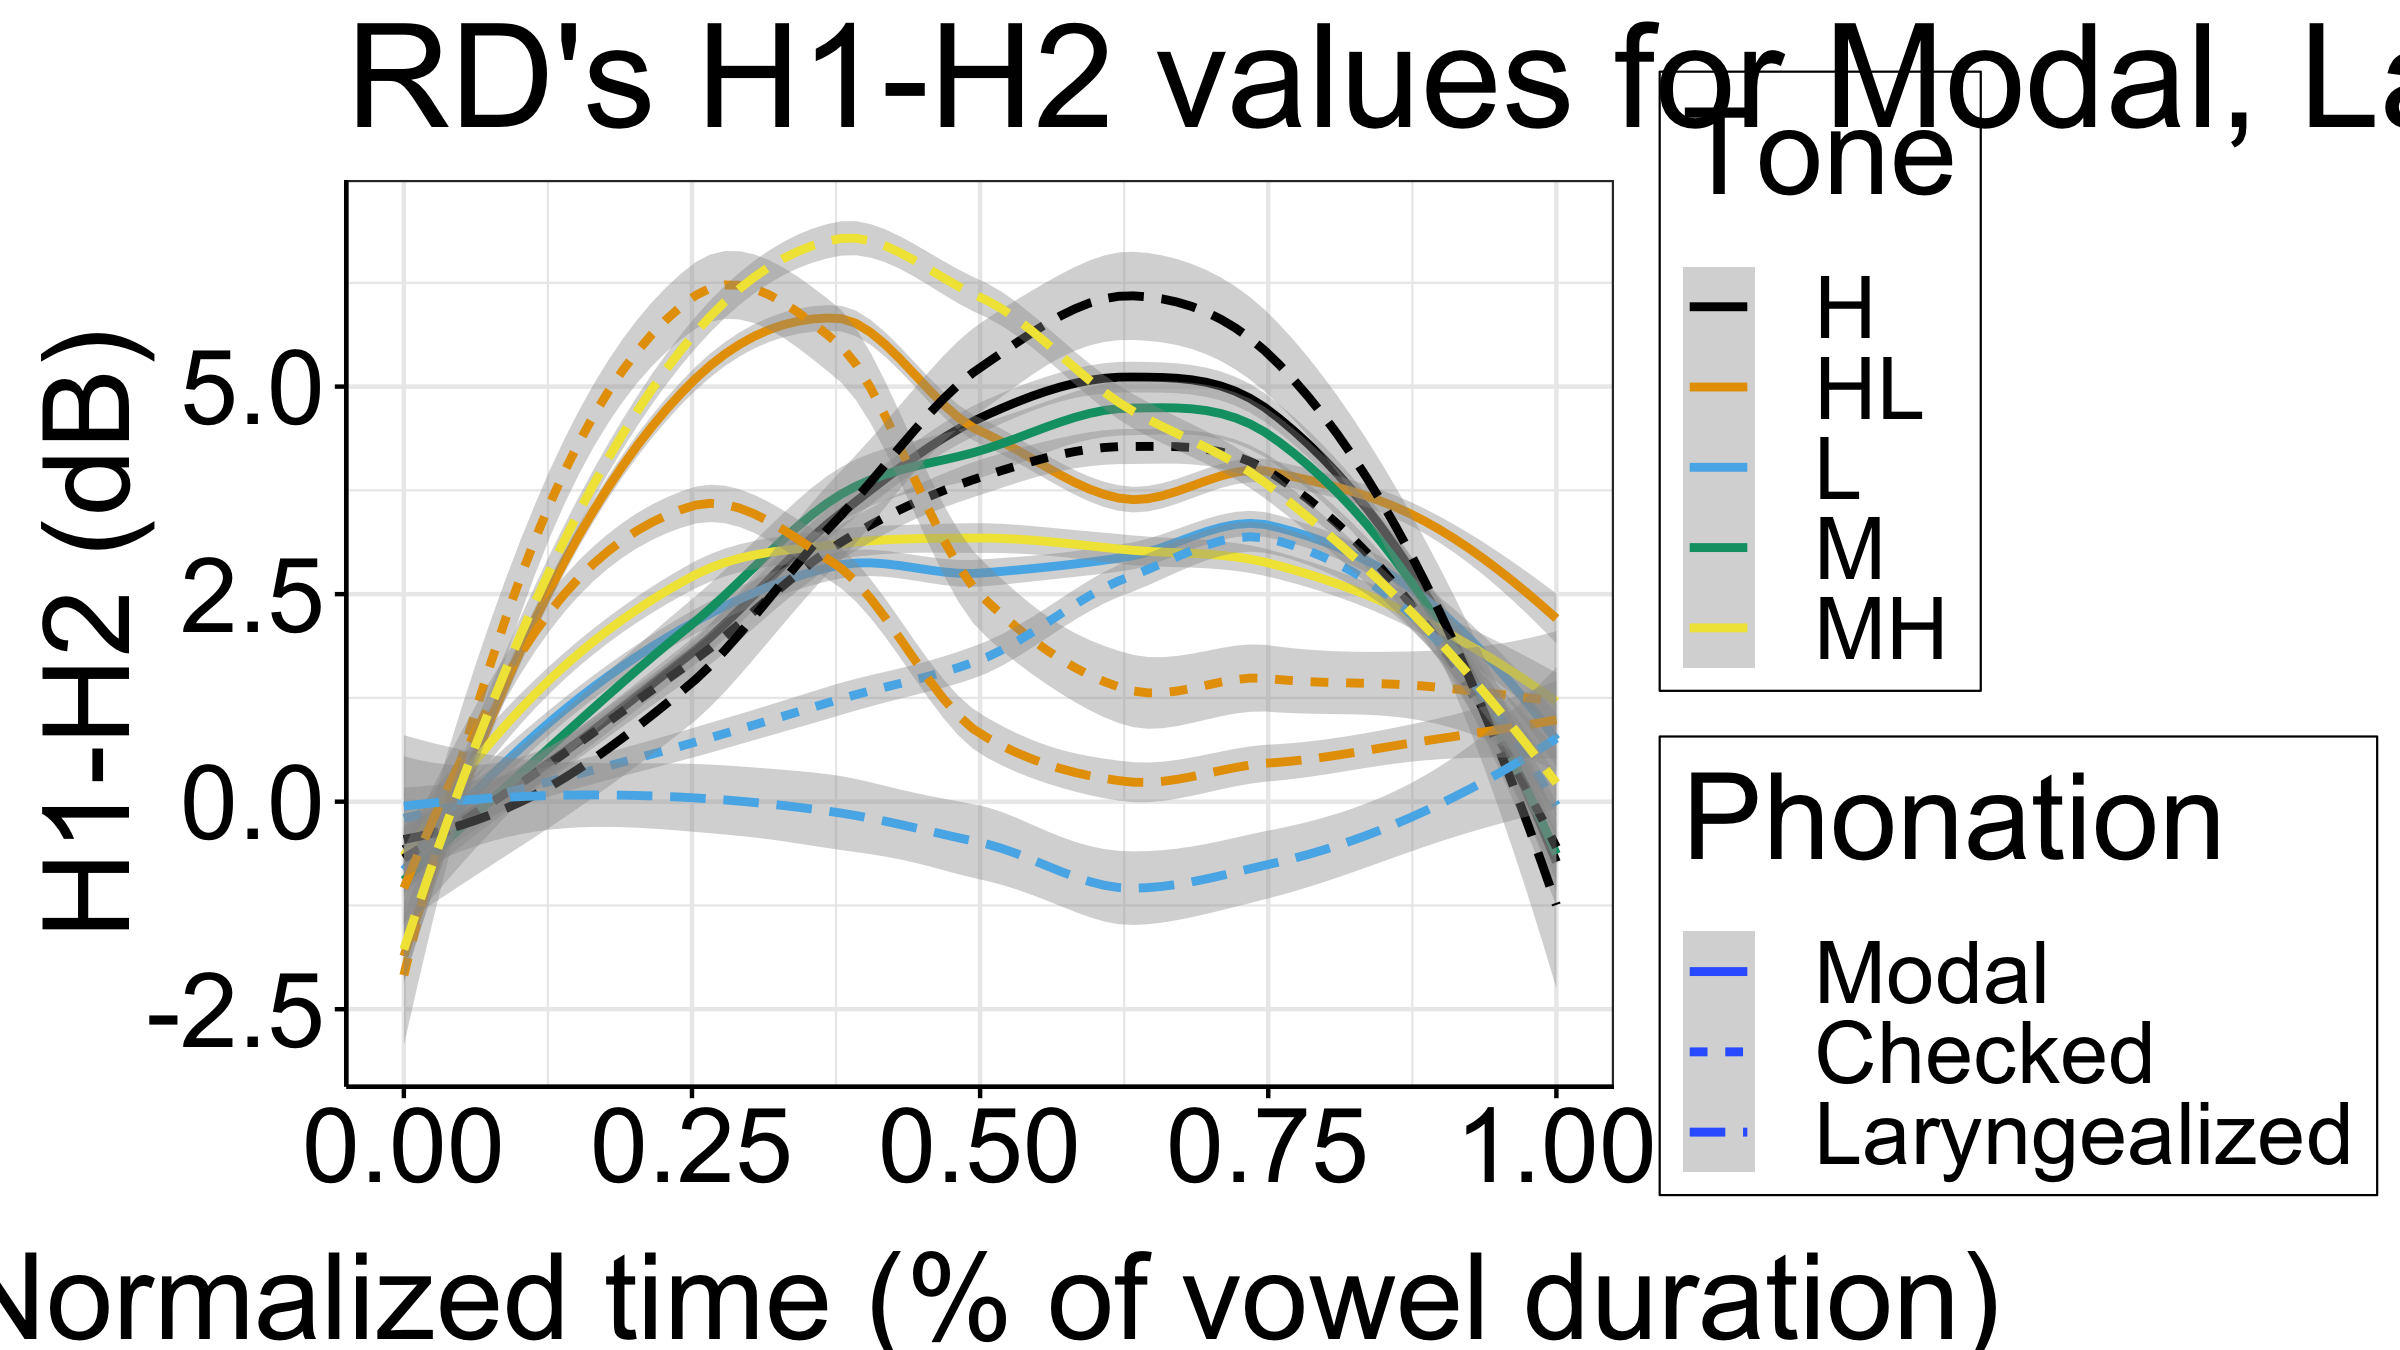 RD's H1-H2 values for Modal, La
Tone
H
HL
L
M
MH
Phonation
Modal
Checked
Laryngealized
H1-H2 (dB)
5.0
2.5
0.0
-2.5
0.00 0.25 0.50 0.75 1.00
Normalized time (% of vowel duration)